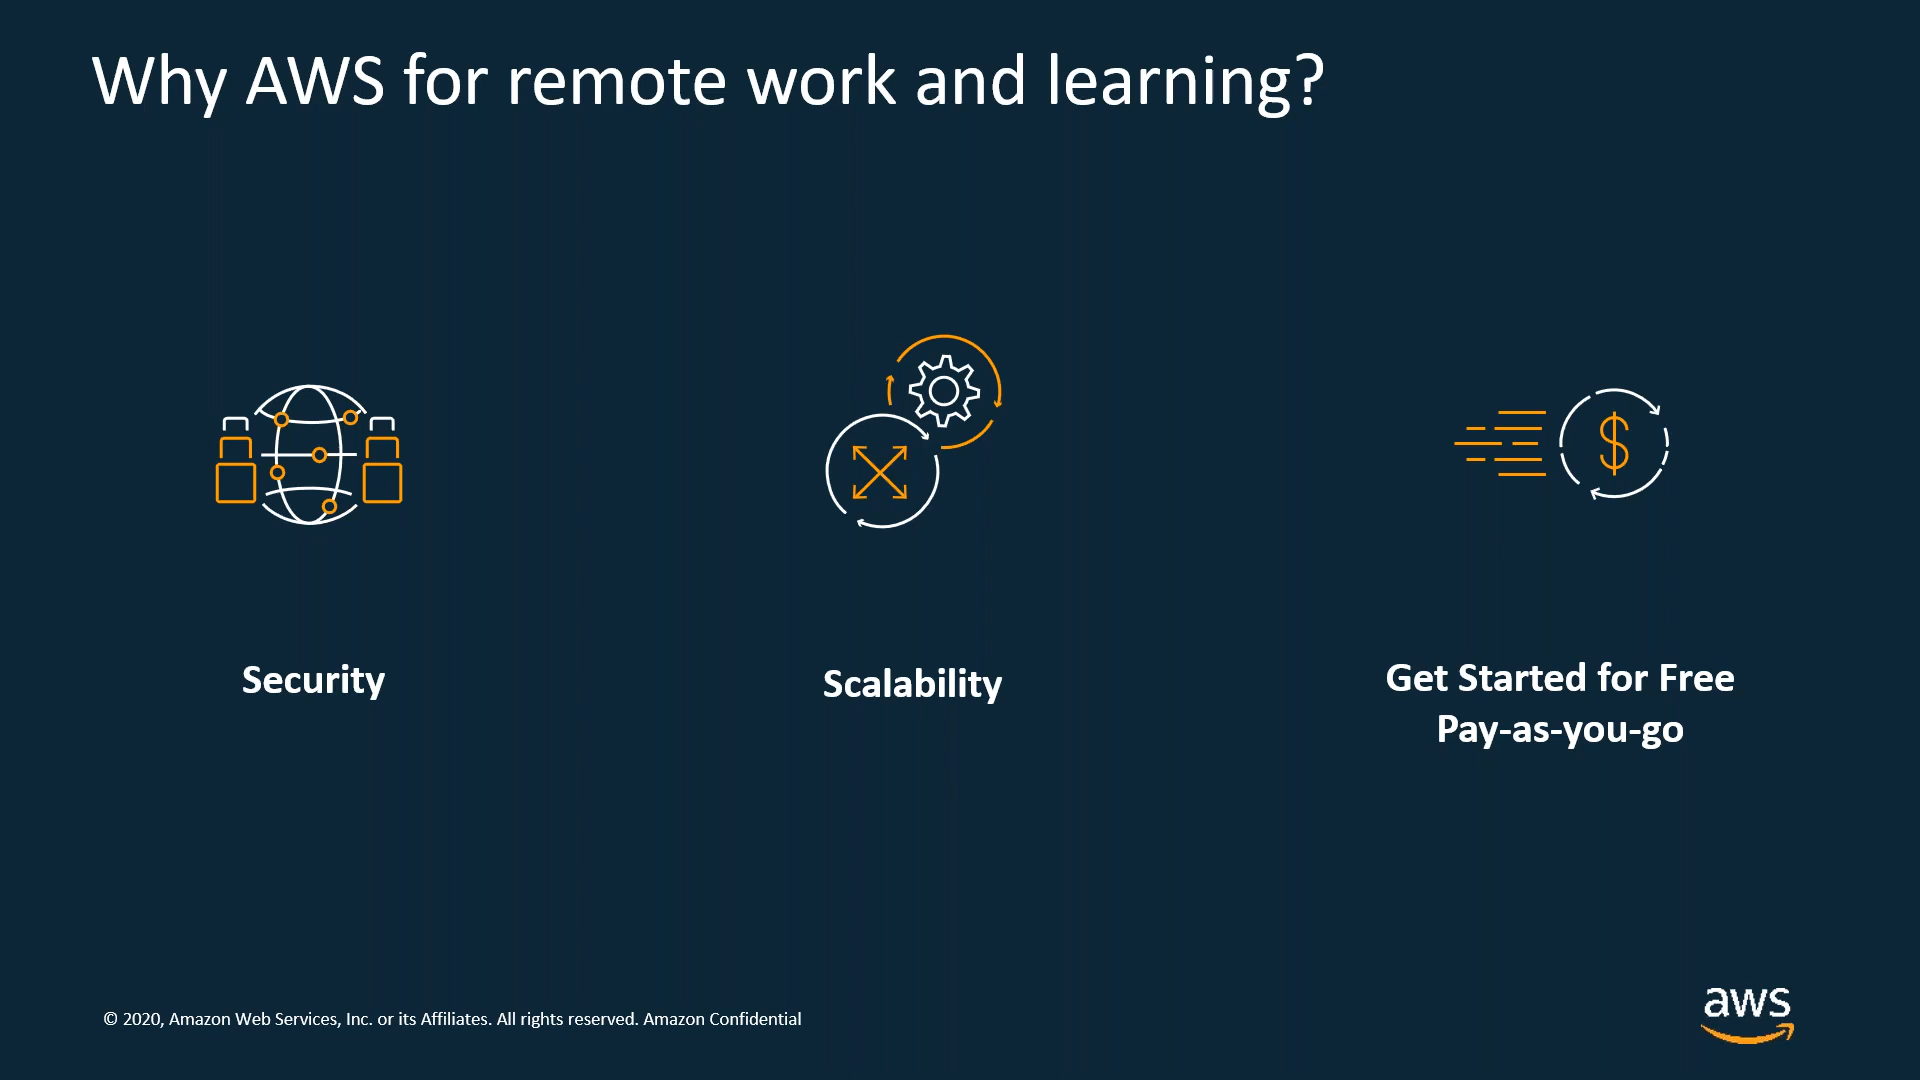 Why AWS for remote work and learning?
Security
Scalability
Get Started for Free
Pay-as-you-go
© 2020, Amazon Web Services, Inc. or its Affiliates. All rights reserved. Amazon Confidential
aws